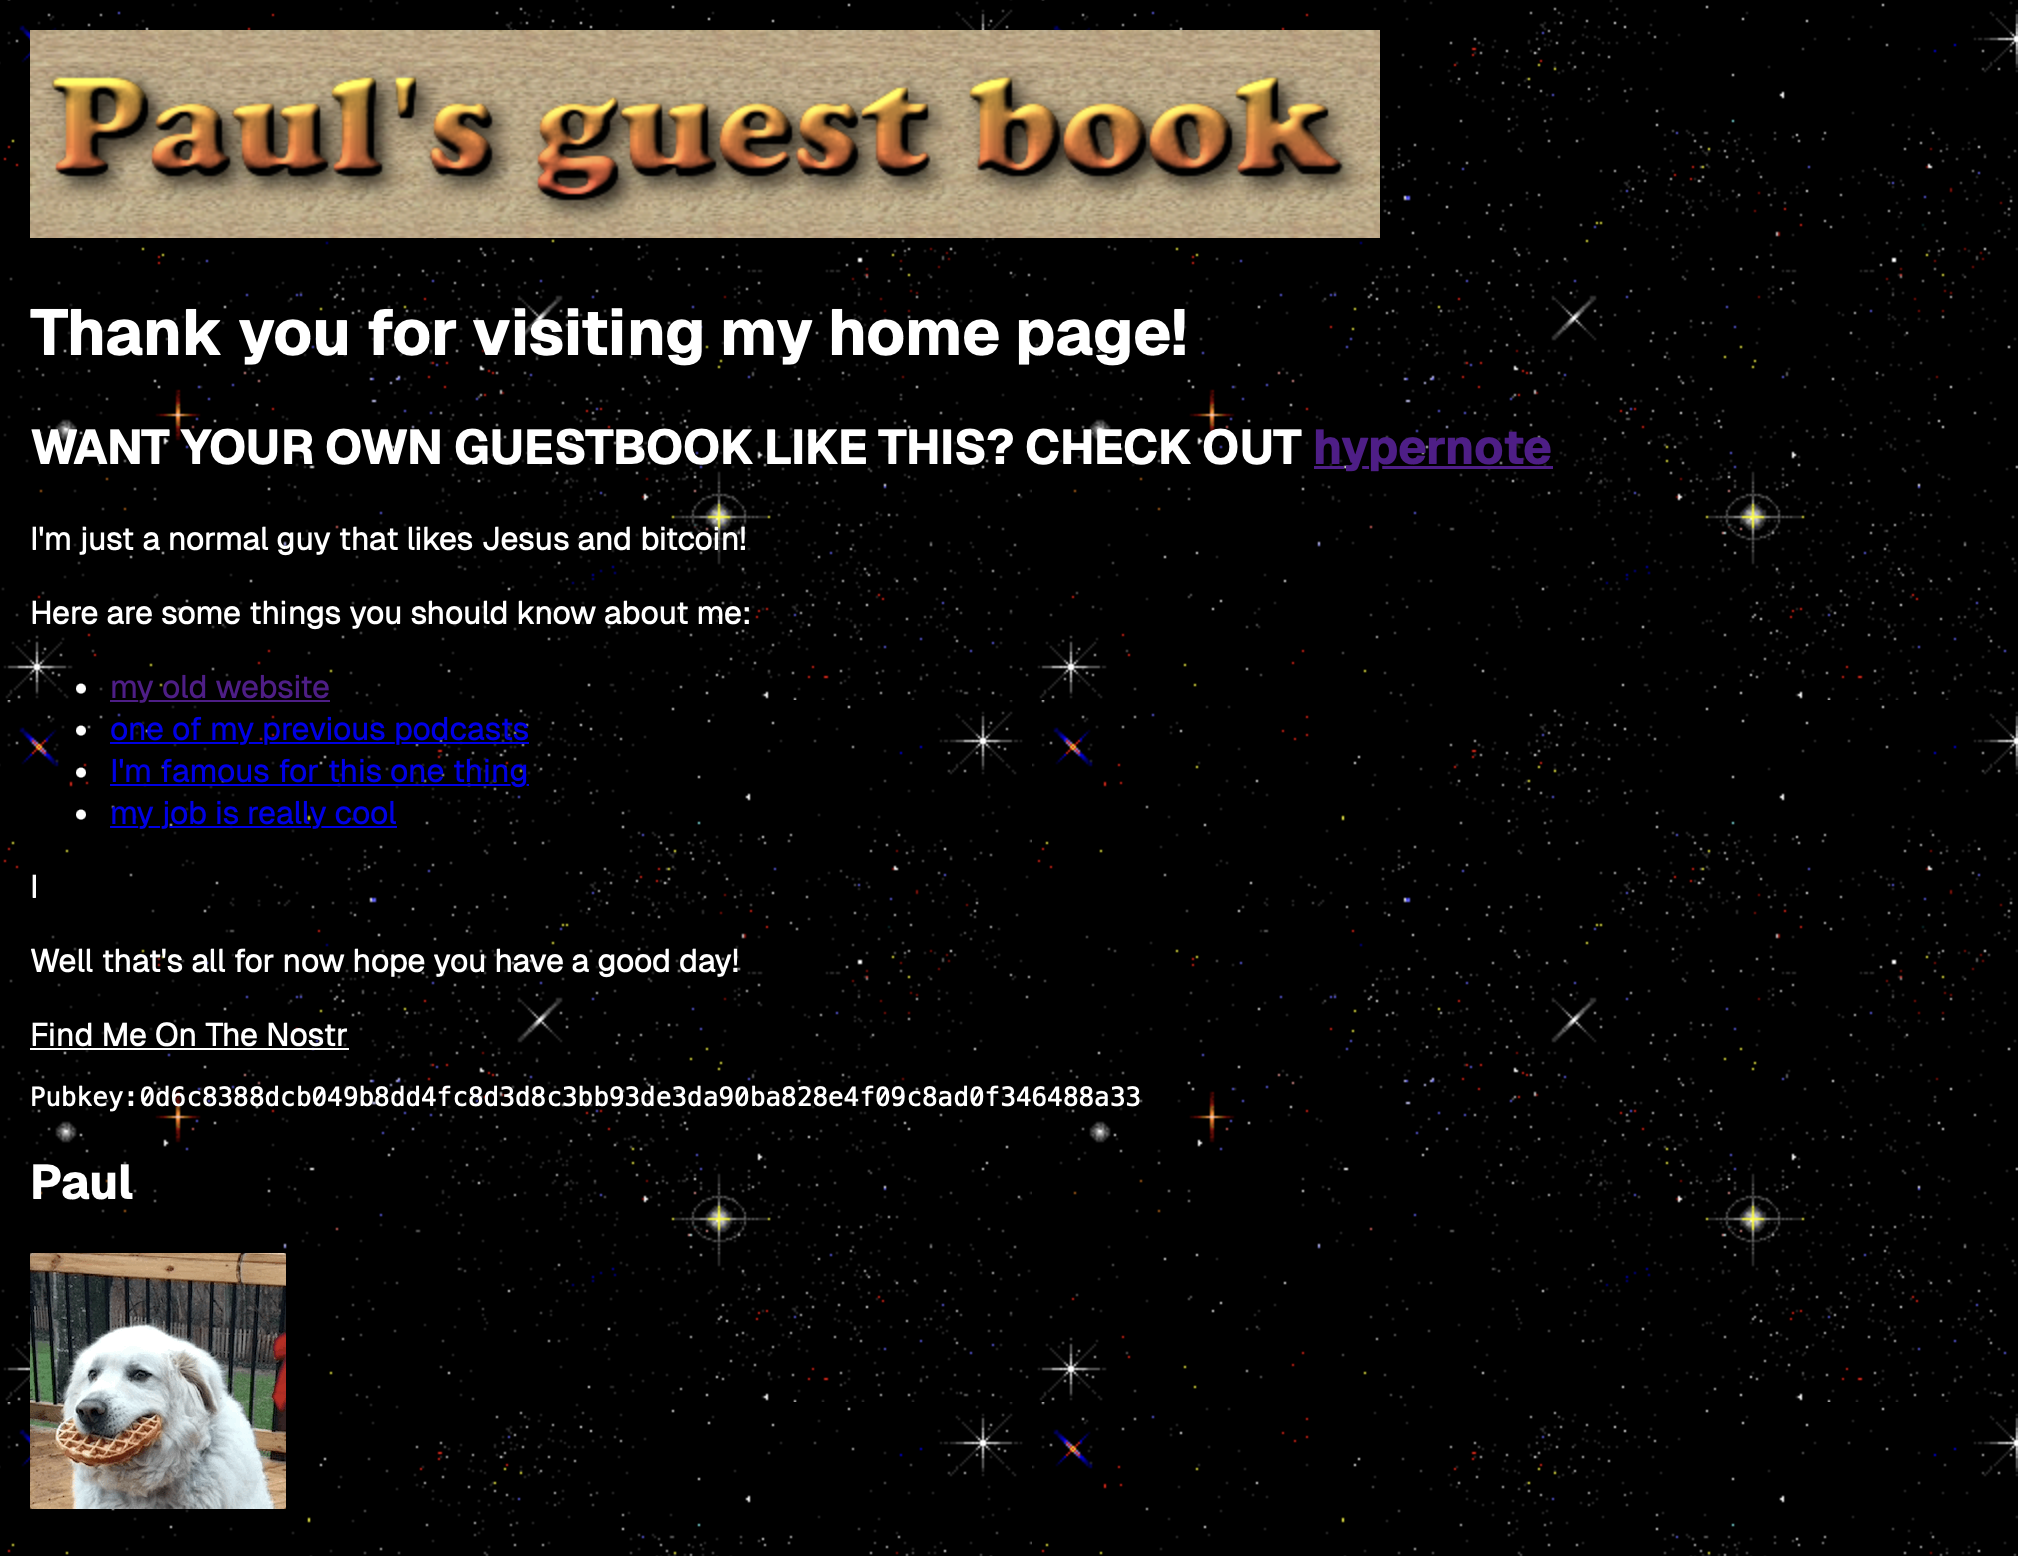 Paul's guest book
Thank you for visiting my home page!
WANT YOUR OWN GUESTBOOK LIKE THIS? CHECK OUT hypernote
I'm just a normal guy that likes Jesus and bitcoin!
Here are some things you should know about me:
my old website
one of my previous podcasts
I'm famous for this one thing
my job is really cool
I
Well that's all for now hope you have a good day!
Find Me On The Nostr
Pubkey:0d6c8388dcb049b8dd4fc8d3d8c3bb93de3da90ba828e4f09c8ad0f346488a33
Paul